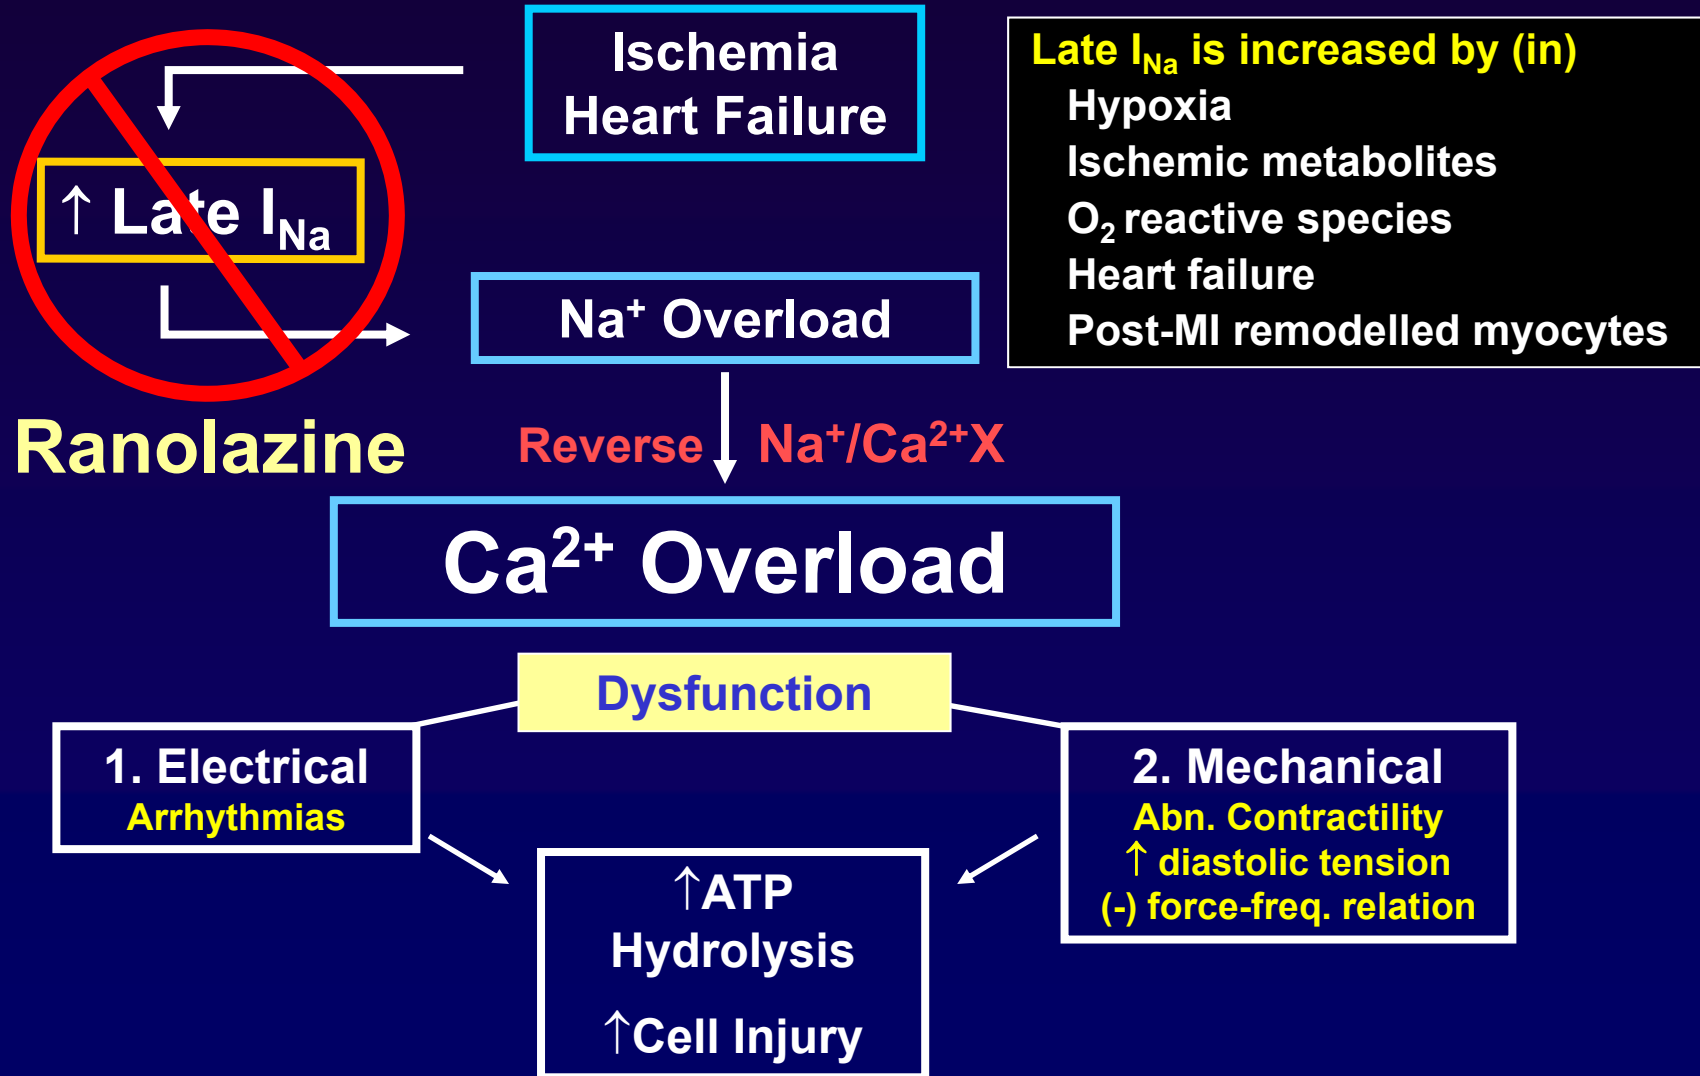 Ischemia
Heart Failure
Late I_Na is increased by (in)
Hypoxia
Ischemic metabolites
O₂ reactive species
Heart failure
Post-MI remodelled myocytes
↑ Late I_Na
Na⁺ Overload
Ranolazine
Reverse Na⁺/Ca²⁺X
Ca²⁺ Overload
Dysfunction
1. Electrical
Arrhythmias
2. Mechanical
Abn. Contractility
↑ diastolic tension
(-) force-freq. relation
↑ATP
Hydrolysis
↑Cell Injury